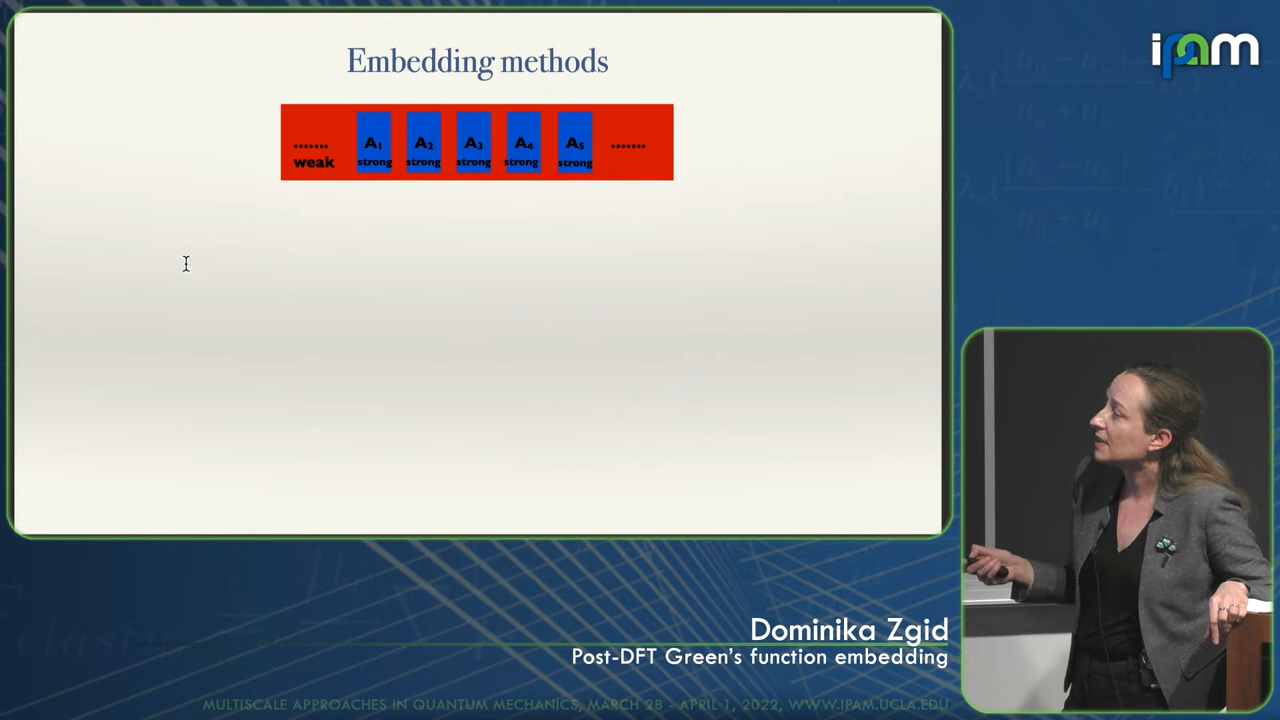 Embedding methods
....... A₁ A₂ A₃ A₄ A₅ .......
weak strong strong strong strong strong
ipam
Dominika Zgid
Post-DFT Green's function embedding
MULTISCALE APPROACHES IN QUANTUM MECHANICS, MARCH 28 - APRIL 1, 2022, WWW.IPAM.UCLA.EDU